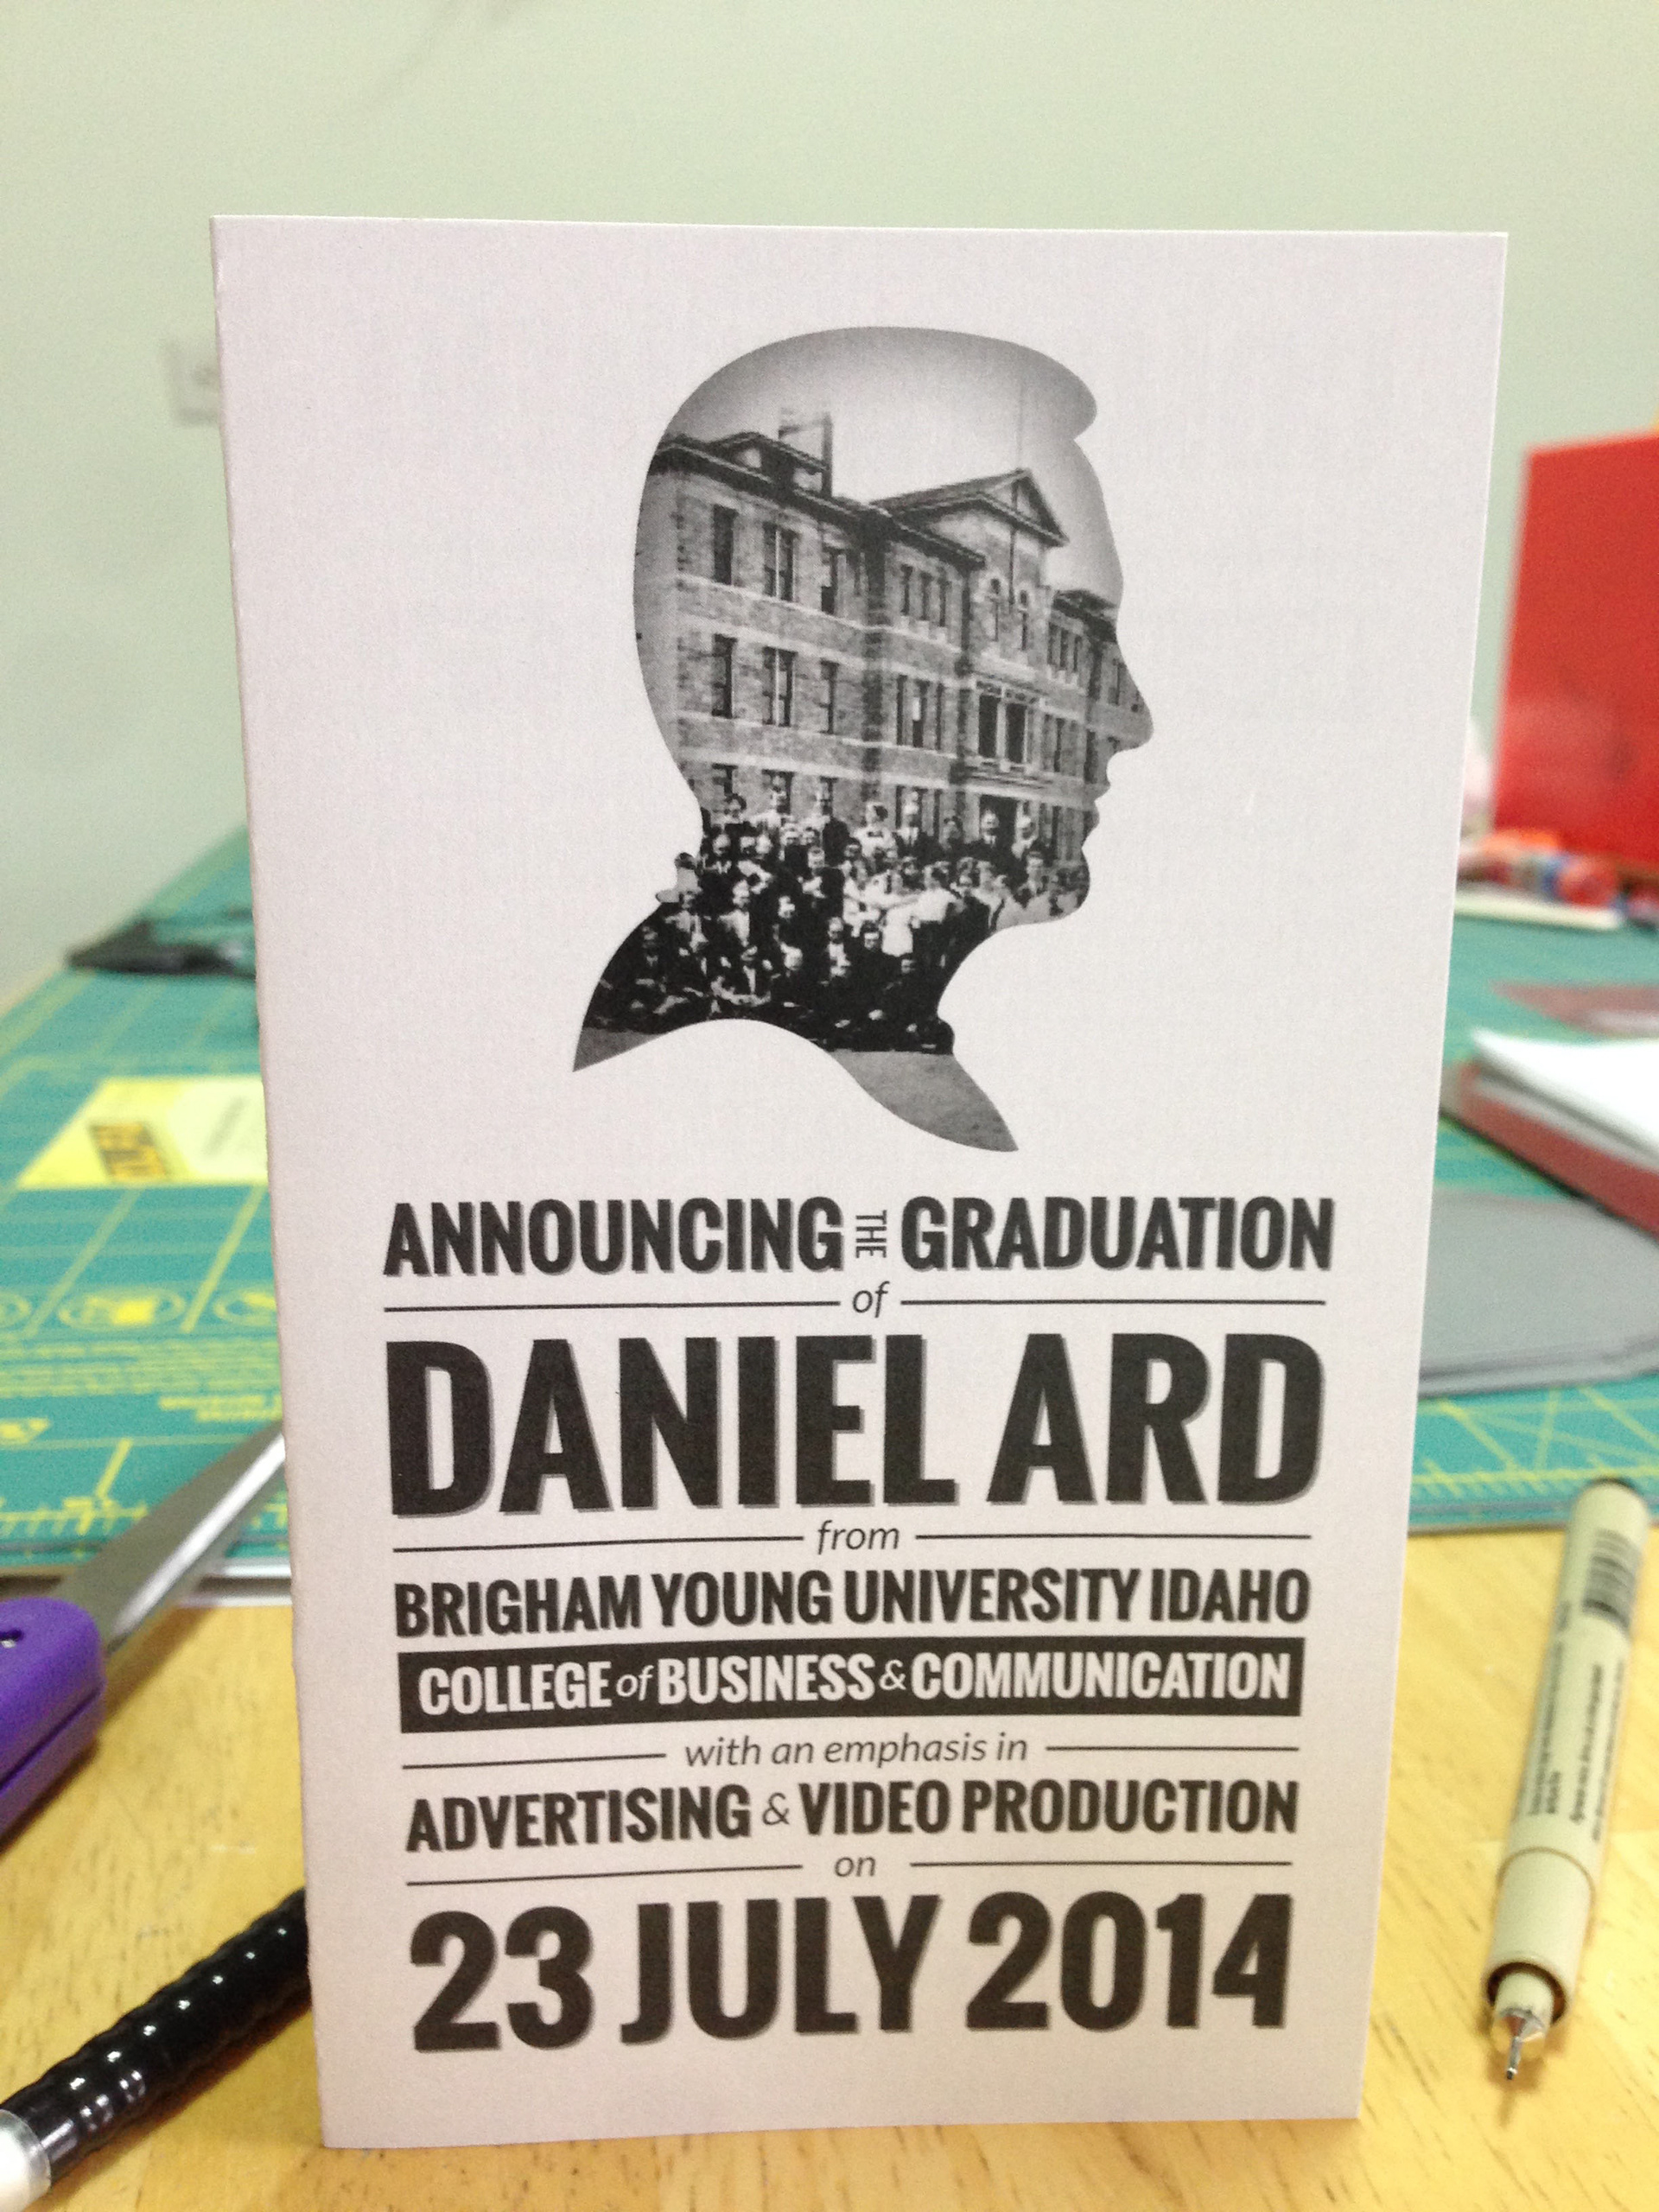 ANNOUNCING THE GRADUATION
of
DANIEL ARD
from
BRIGHAM YOUNG UNIVERSITY IDAHO
COLLEGE of BUSINESS & COMMUNICATION
with an emphasis in
ADVERTISING & VIDEO PRODUCTION
on
23 JULY 2014